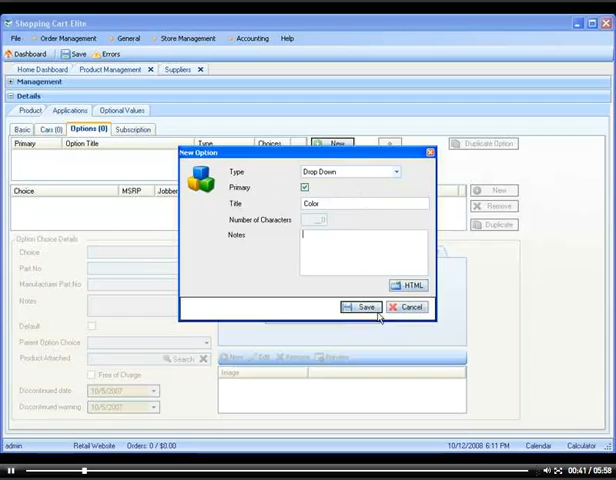 Shopping Cart Elite
File Order Management General Store Management Accounting Help
Dashboard Save Errors
Home Dashboard Product Management Suppliers
Management
Details
Product Applications Optional Values
Basic Cars (0) Options (0) Subscription
Primary Option Title Type Choices New Duplicate Option
New Option
Type Drop Down
Primary
Title Color
Number of Characters 0
Notes
HTML
Save Cancel
Choice MSRP Jobber New
Remove
Duplicate
Option Choice Details
Choice
Part No
Manufacturer Part No
Notes
Default
Parent Option Choice
Product Attached Search
Free of Charge
Discontinued date 10/5/2007
Discontinued warning 10/5/2007
New Edit Remove Preview
Image
admin Retail Website Orders: 0 / $0.00 10/12/2008 6:11 PM Calendar Calculator
00:41 / 05:58